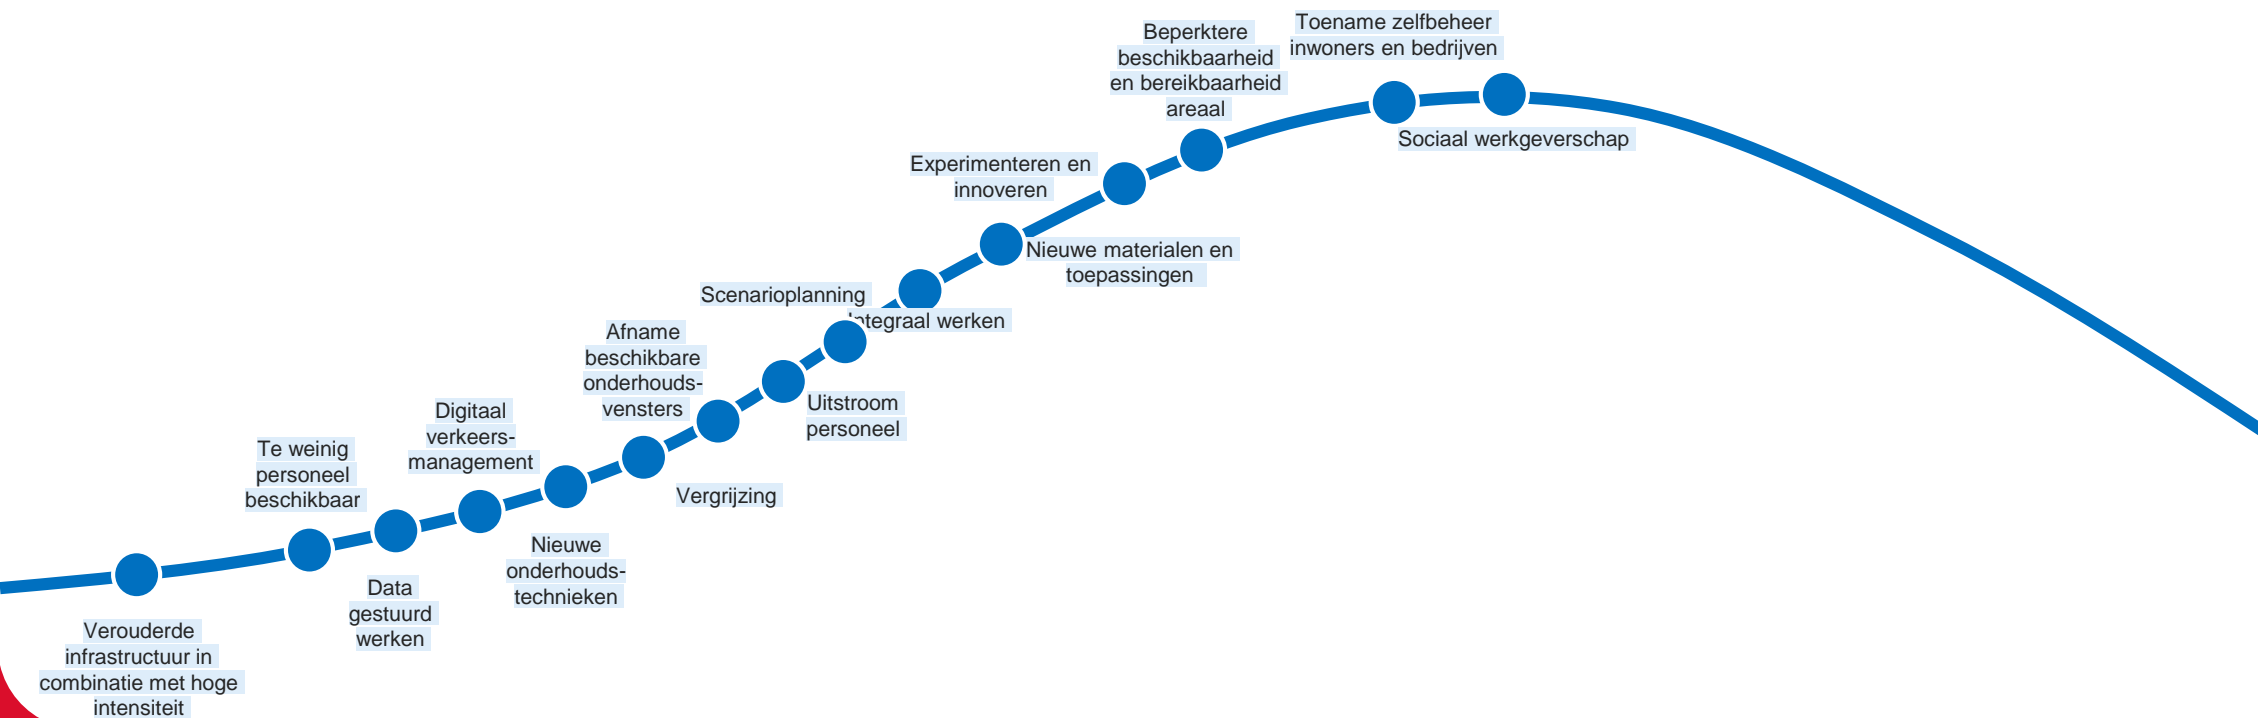 Verouderde
infrastructuur in
combinatie met hoge
intensiteit
Te weinig
personeel
beschikbaar
Data
gestuurd
werken
Digitaal
verkeers-
management
Nieuwe
onderhouds-
technieken
Afname
beschikbare
onderhouds-
vensters
Vergrijzing
Scenarioplanning
Uitstroom
personeel
Integraal werken
Experimenteren en
innoveren
Nieuwe materialen en
toepassingen
Beperktere
beschikbaarheid
en bereikbaarheid
areaal
Toename zelfbeheer
inwoners en bedrijven
Sociaal werkgeverschap